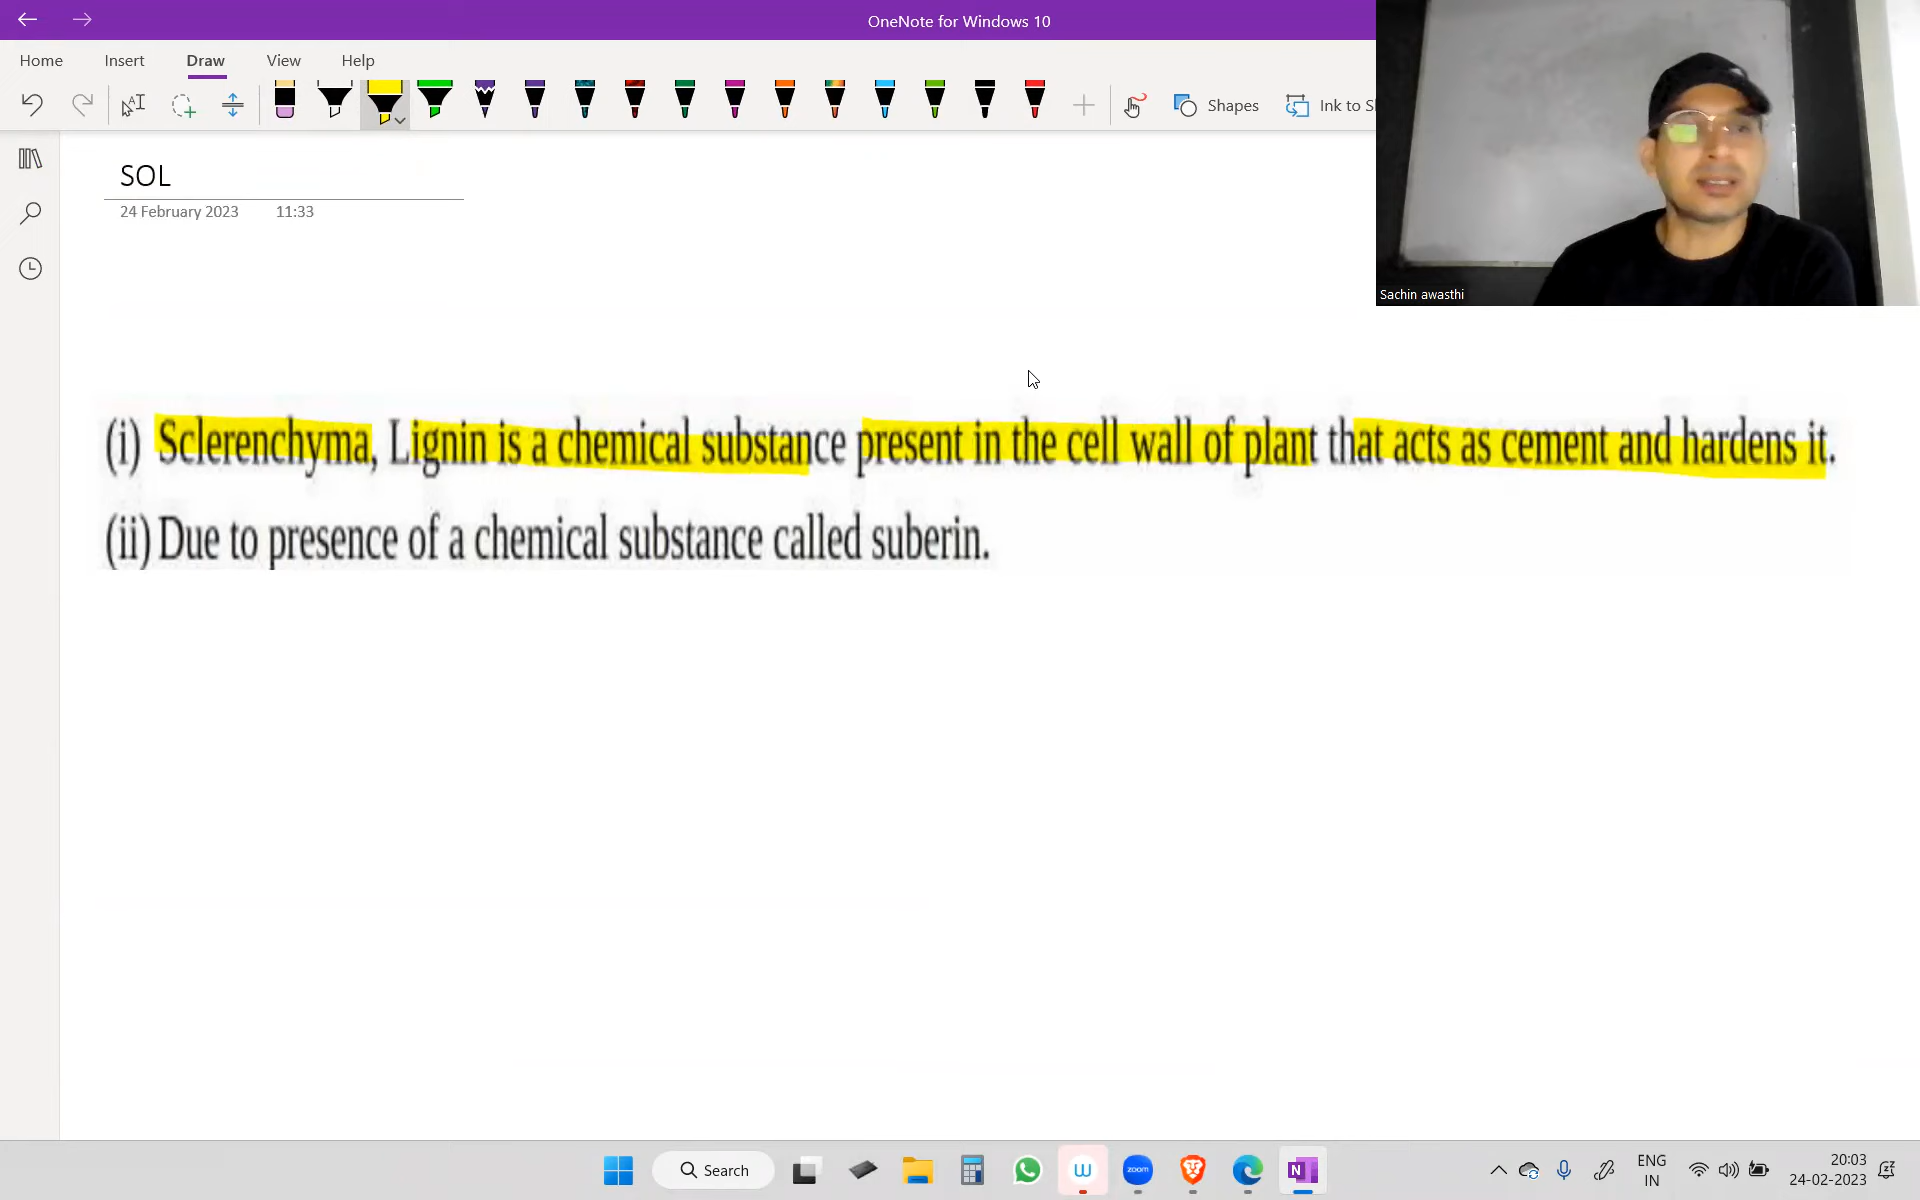 OneNote for Windows 10
Home Insert Draw View Help
Shapes Ink to Sh
SOL
24 February 2023 11:33
Sachin awasthi
(i) Sclerenchyma, Lignin is a chemical substance present in the cell wall of plant that acts as cement and hardens it.
(ii) Due to presence of a chemical substance called suberin.
Search
zoom
ENG
IN
20:03
24-02-2023